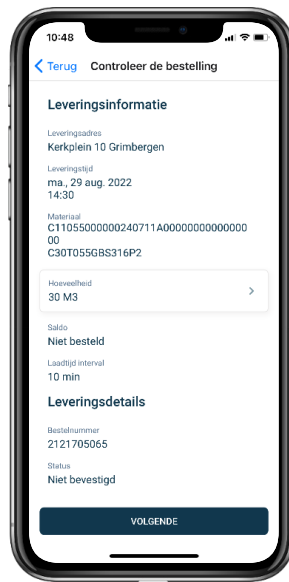 10:48
Terug Controleer de bestelling
Leveringsinformatie
Leveringsadres
Kerkplein 10 Grimbergen
Leveringstijd
ma., 29 aug. 2022
14:30
Materiaal
C11055000000240711A00000000000000
00
C30T055GBS316P2
Hoeveelheid
30 M3
Saldo
Niet besteld
Laadtijd interval
10 min
Leveringsdetails
Bestelnummer
2121705065
Status
Niet bevestigd
VOLGENDE